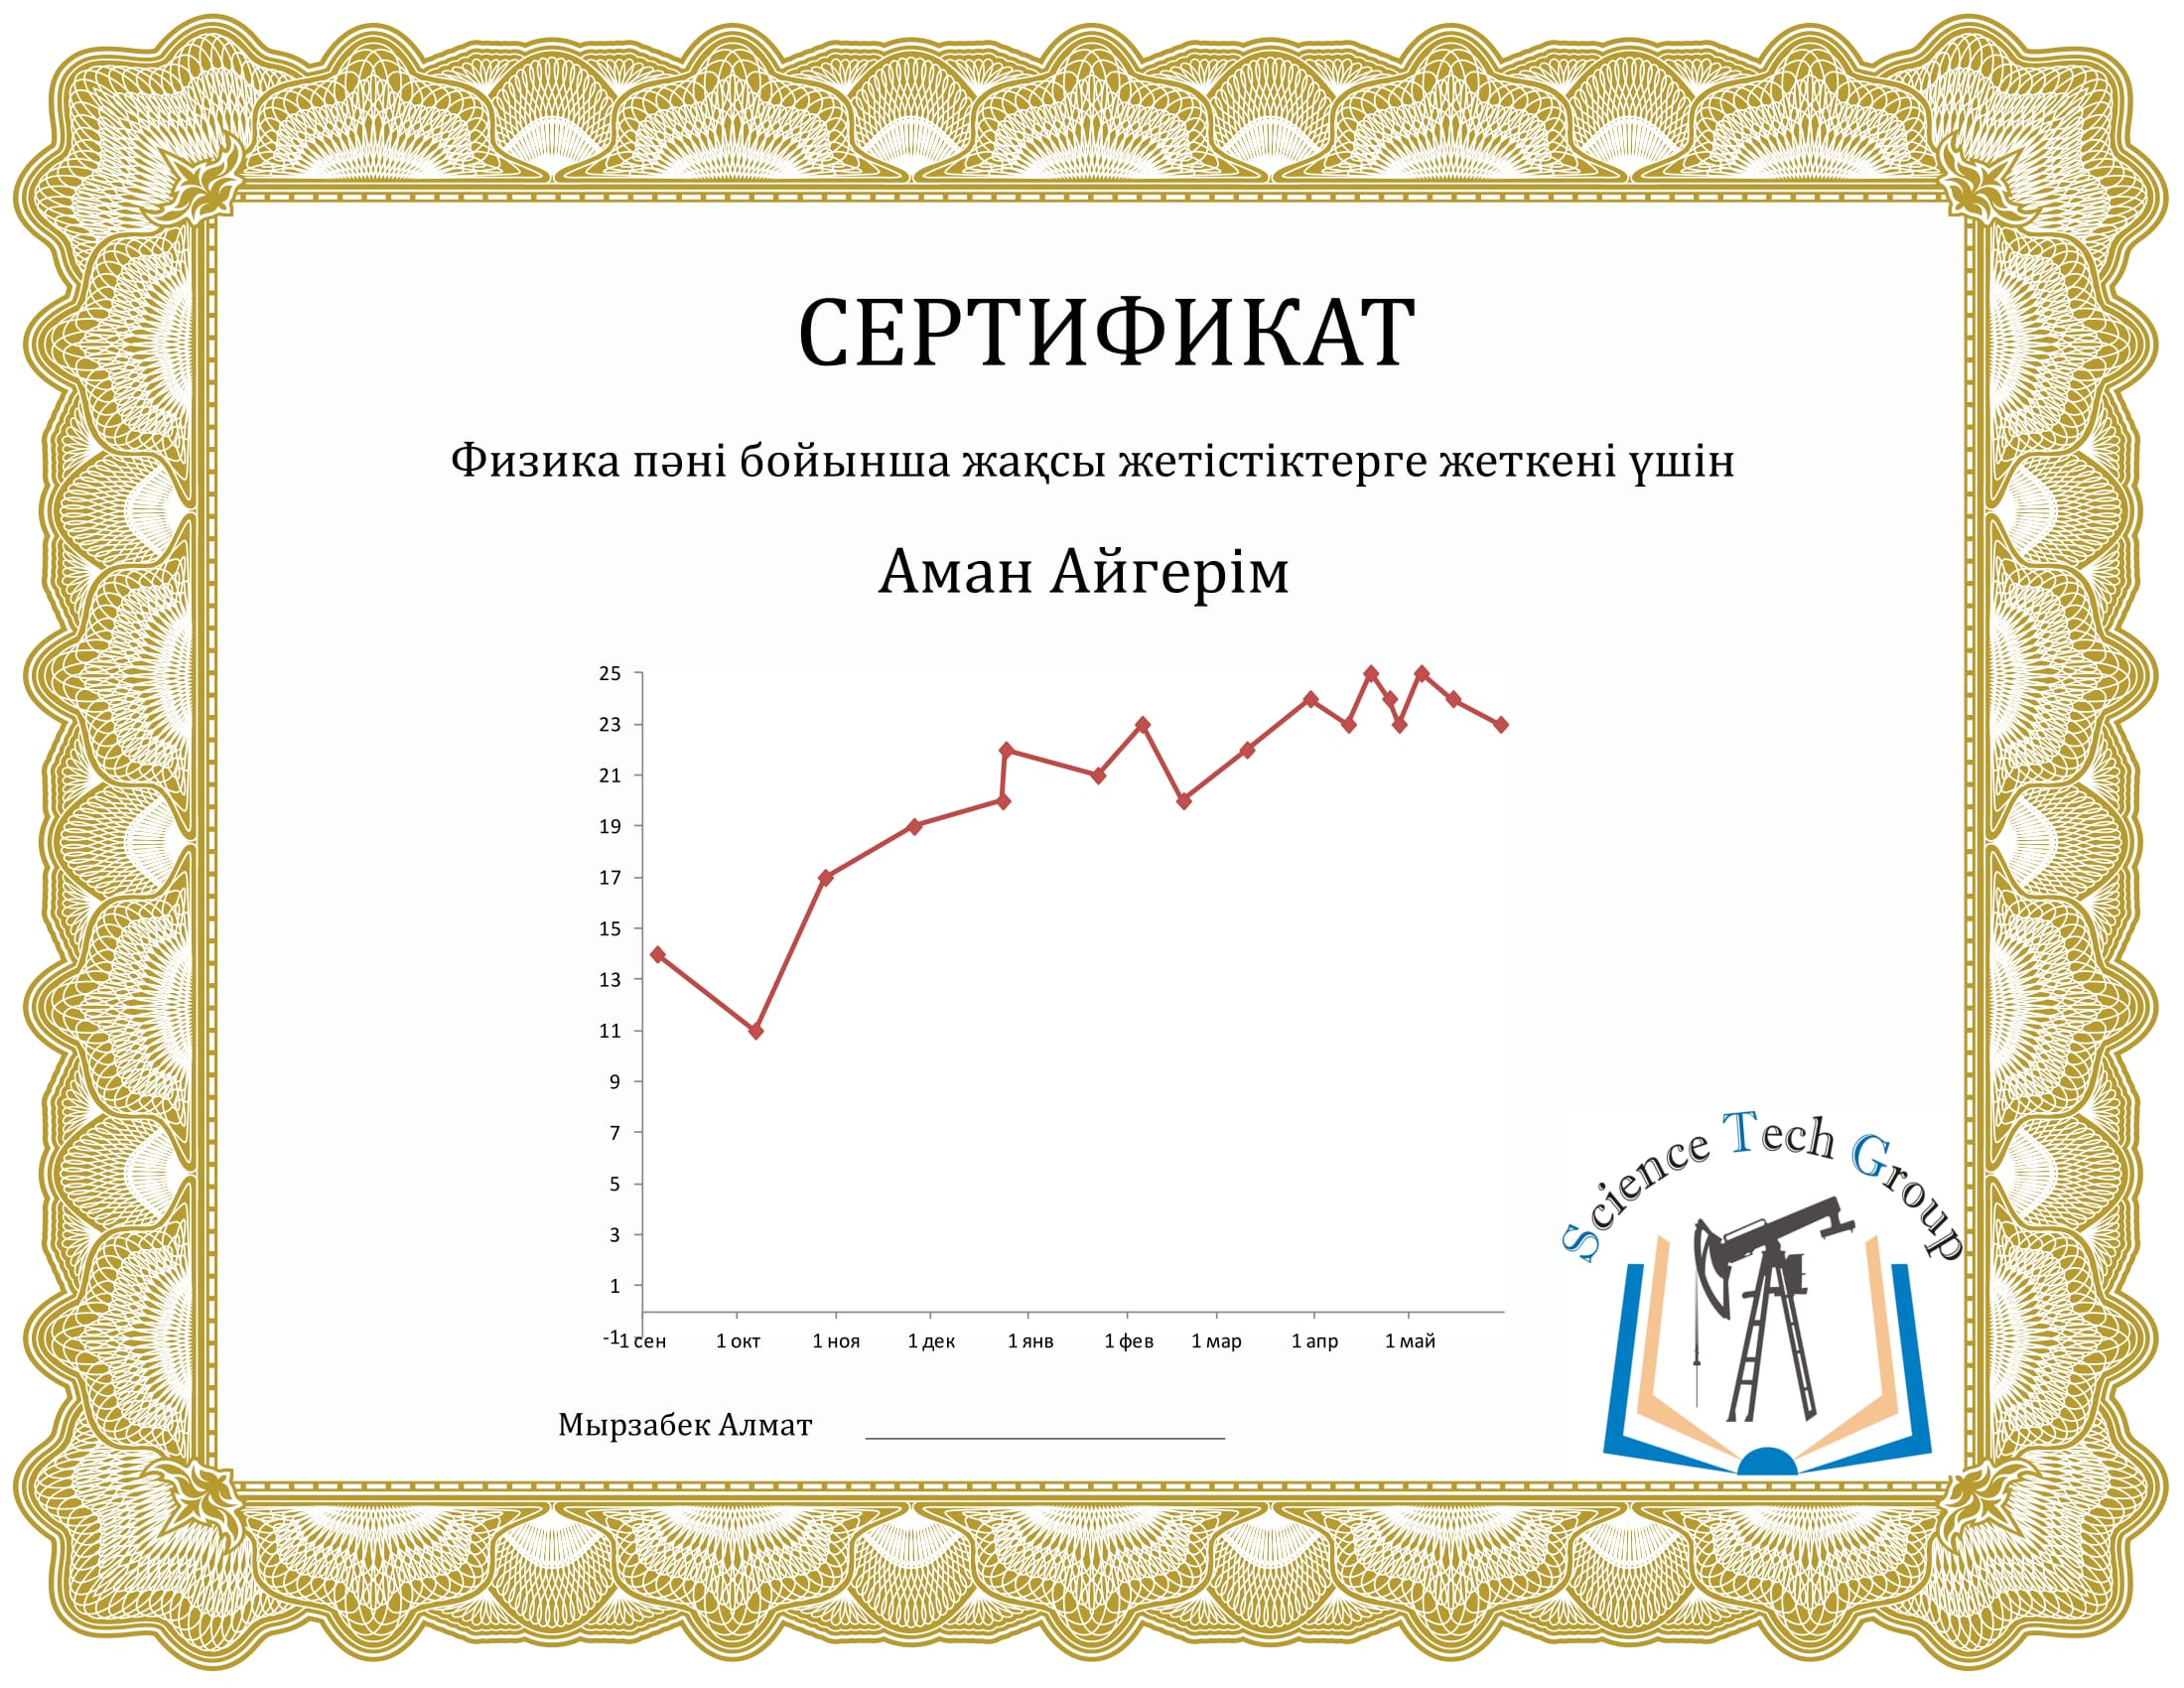 СЕРТИФИКАТ
Физика пәні бойынша жақсы жетістіктерге жеткені үшін
Аман Айгерім
25
23
21
19
17
15
13
11
9
7
5
3
1
-1
1 сен 1 окт 1 ноя 1 дек 1 янв 1 фев 1 мар 1 апр 1 май
Science Tech Group
Мырзабек Алмат